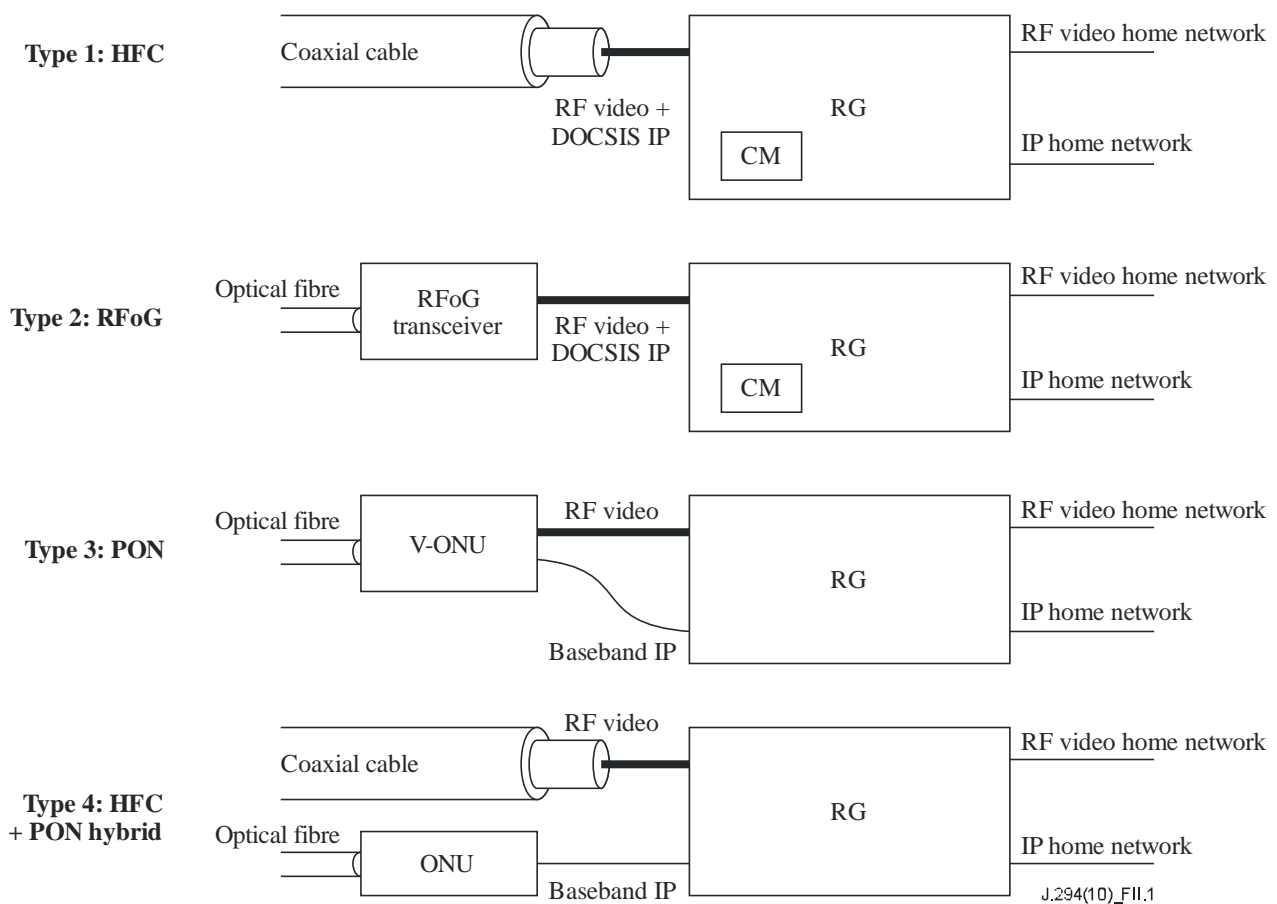 Type 1: HFC
Coaxial cable
RF video +
DOCSIS IP
RG
CM
RF video home network
IP home network
Type 2: RFoG
Optical fibre
RFoG
transceiver
RF video +
DOCSIS IP
RG
CM
RF video home network
IP home network
Type 3: PON
Optical fibre
V-ONU
RF video
Baseband IP
RG
RF video home network
IP home network
Type 4: HFC
+ PON hybrid
Coaxial cable
RF video
Optical fibre
ONU
Baseband IP
RG
RF video home network
IP home network
J.294(10)_FII.1